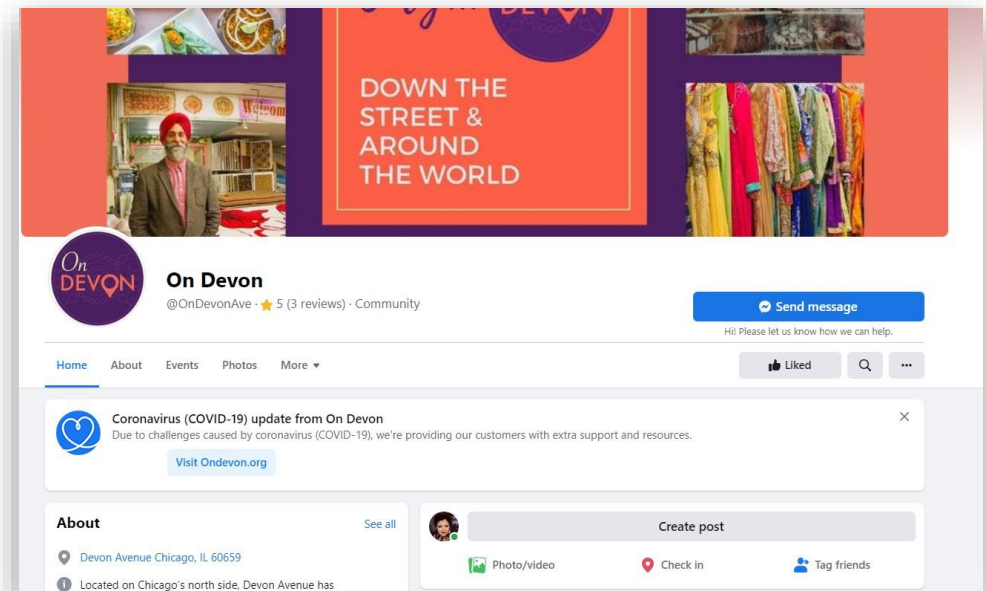 DEVON
DOWN THE
STREET &
AROUND
THE WORLD
Welcom
On
DEVON
On Devon
@OnDevonAve · 5 (3 reviews) · Community
Send message
Hi! Please let us know how we can help.
Home About Events Photos More
Liked
Coronavirus (COVID-19) update from On Devon
Due to challenges caused by coronavirus (COVID-19), we're providing our customers with extra support and resources.
Visit Ondevon.org
About See all
Create post
Devon Avenue Chicago, IL 60659
Photo/video Check in Tag friends
Located on Chicago's north side, Devon Avenue has